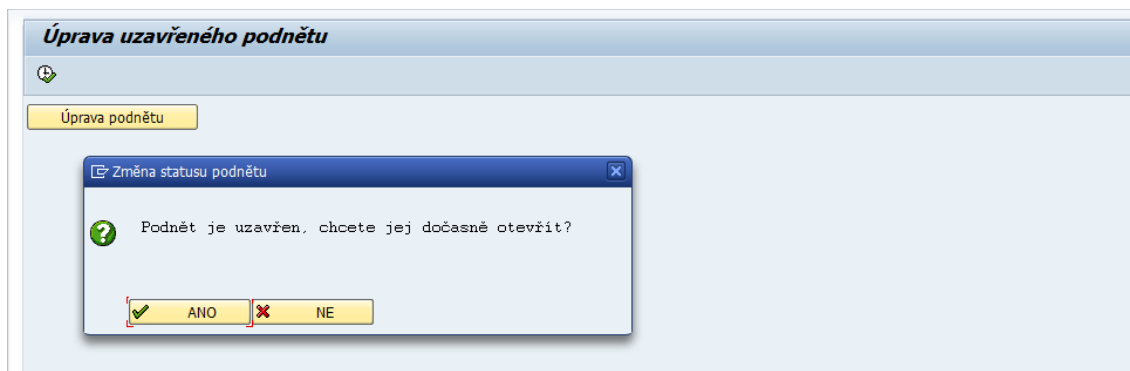 Úprava uzavřeného podnětu
Úprava podnětu
Změna statusu podnětu
Podnět je uzavřen, chcete jej dočasně otevřít?
ANO NE